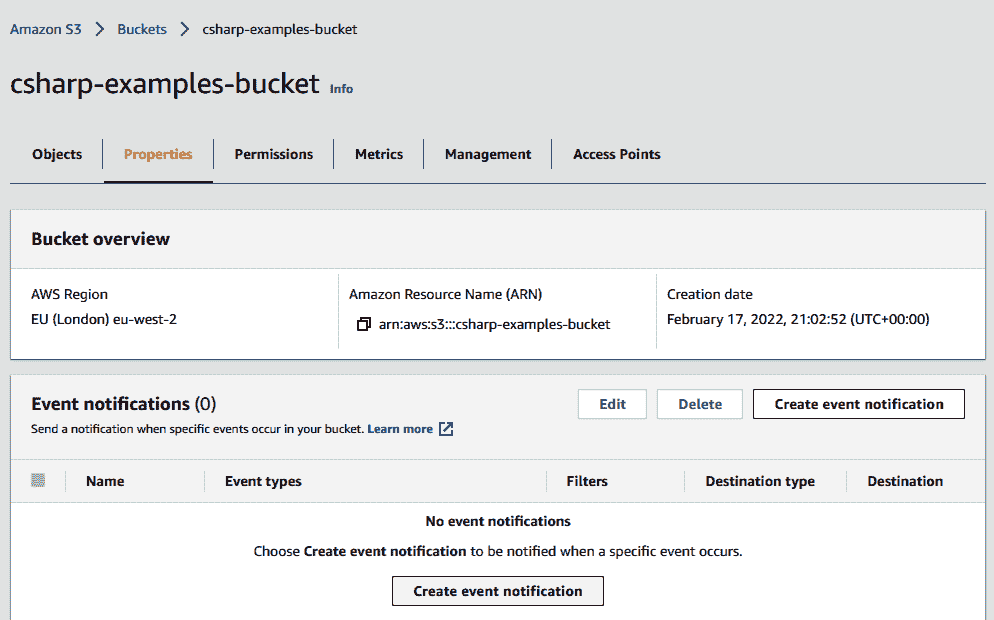 Amazon S3 > Buckets > csharp-examples-bucket
csharp-examples-bucket Info
Objects Properties Permissions Metrics Management Access Points
Bucket overview
AWS Region Amazon Resource Name (ARN) Creation date
EU (London) eu-west-2 arn:aws:s3:::csharp-examples-bucket February 17, 2022, 21:02:52 (UTC+00:00)
Event notifications (0) Edit Delete Create event notification
Send a notification when specific events occur in your bucket. Learn more
Name Event types Filters Destination type Destination
No event notifications
Choose Create event notification to be notified when a specific event occurs.
Create event notification